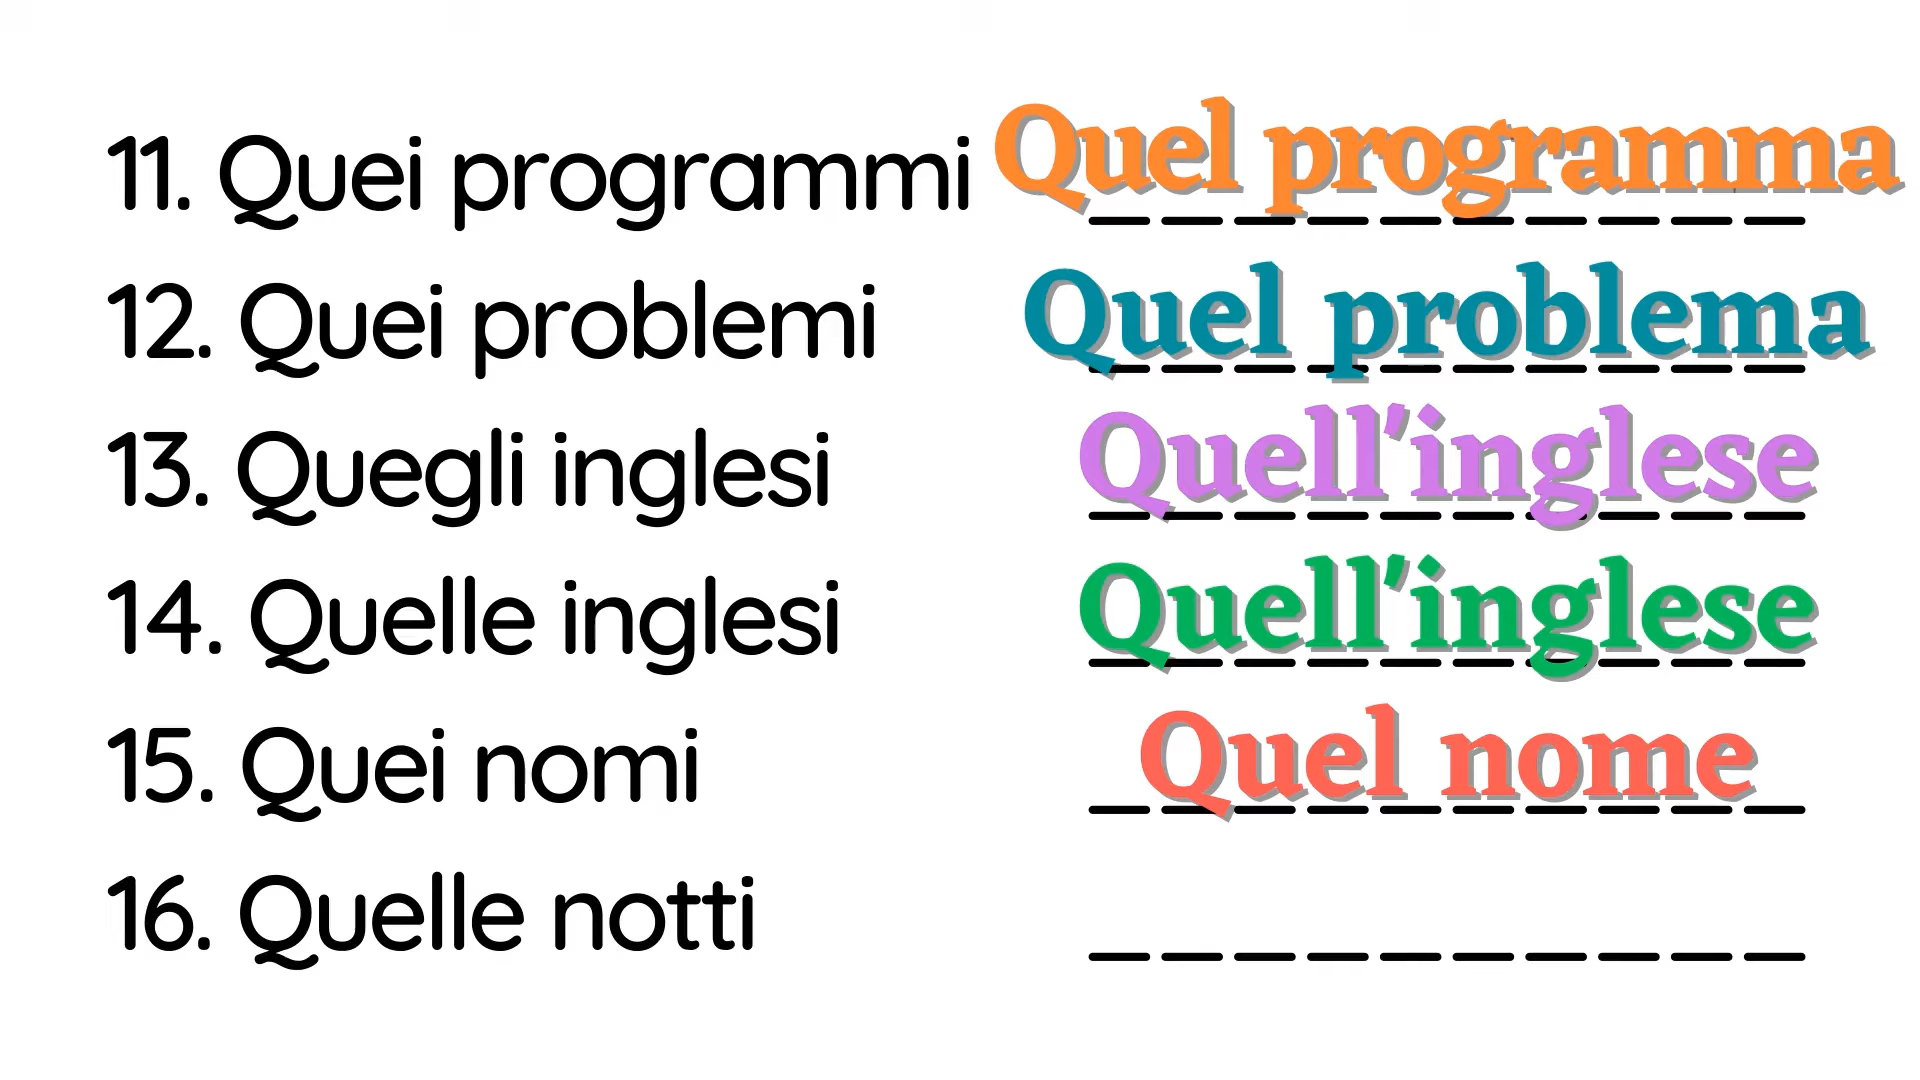 11. Quei programmi Quel programma
12. Quei problemi Quel problema
13. Quegli inglesi Quell'inglese
14. Quelle inglesi Quell'inglese
15. Quei nomi Quel nome
16. Quelle notti